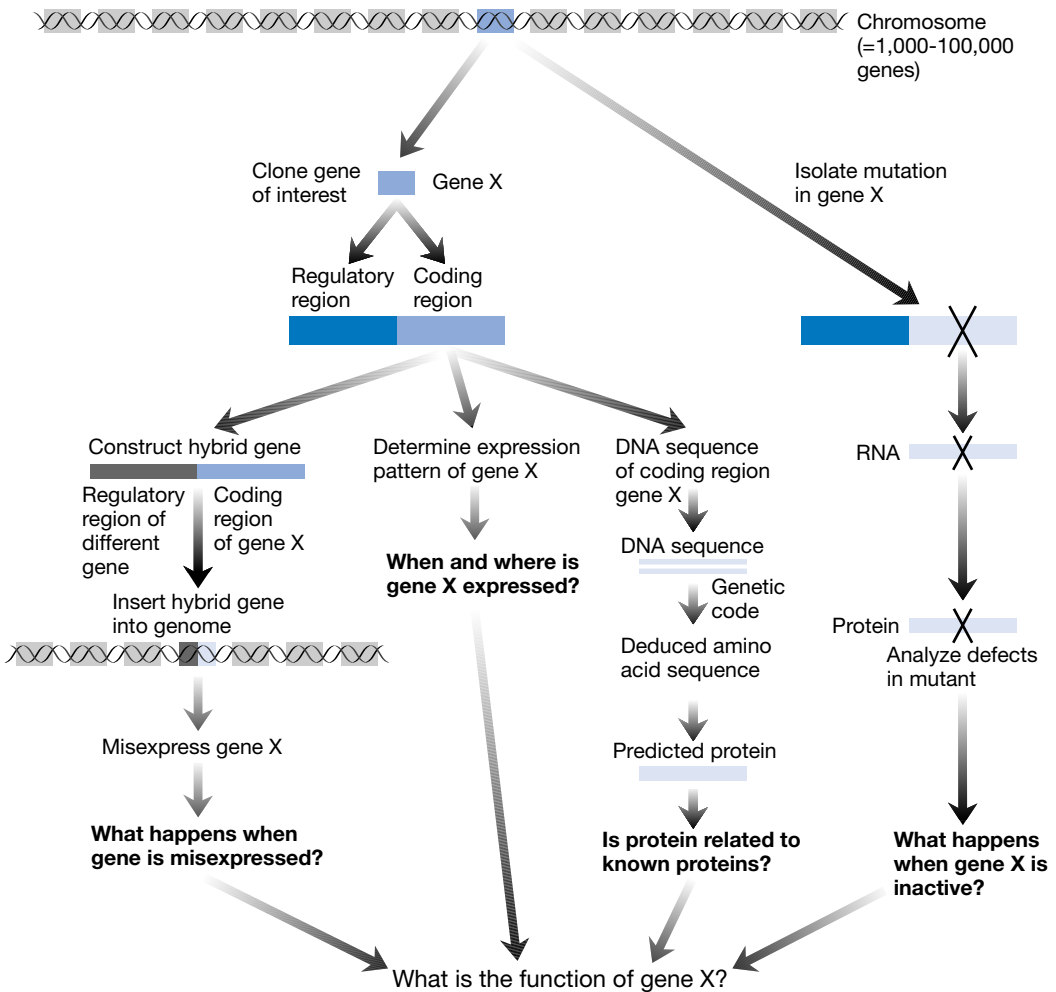 Chromosome
(=1,000-100,000
genes)
Clone gene
of interest
Gene X
Isolate mutation
in gene X
Regulatory
region
Coding
region
Construct hybrid gene
Regulatory
region of
different
gene
Coding
region
of gene X
Determine expression
pattern of gene X
DNA sequence
of coding region
gene X
RNA
When and where is
gene X expressed?
DNA sequence
Genetic
code
Insert hybrid gene
into genome
Deduced amino
acid sequence
Protein
Analyze defects
in mutant
Misexpress gene X
Predicted protein
What happens when
gene is misexpressed?
Is protein related to
known proteins?
What happens
when gene X is
inactive?
What is the function of gene X?